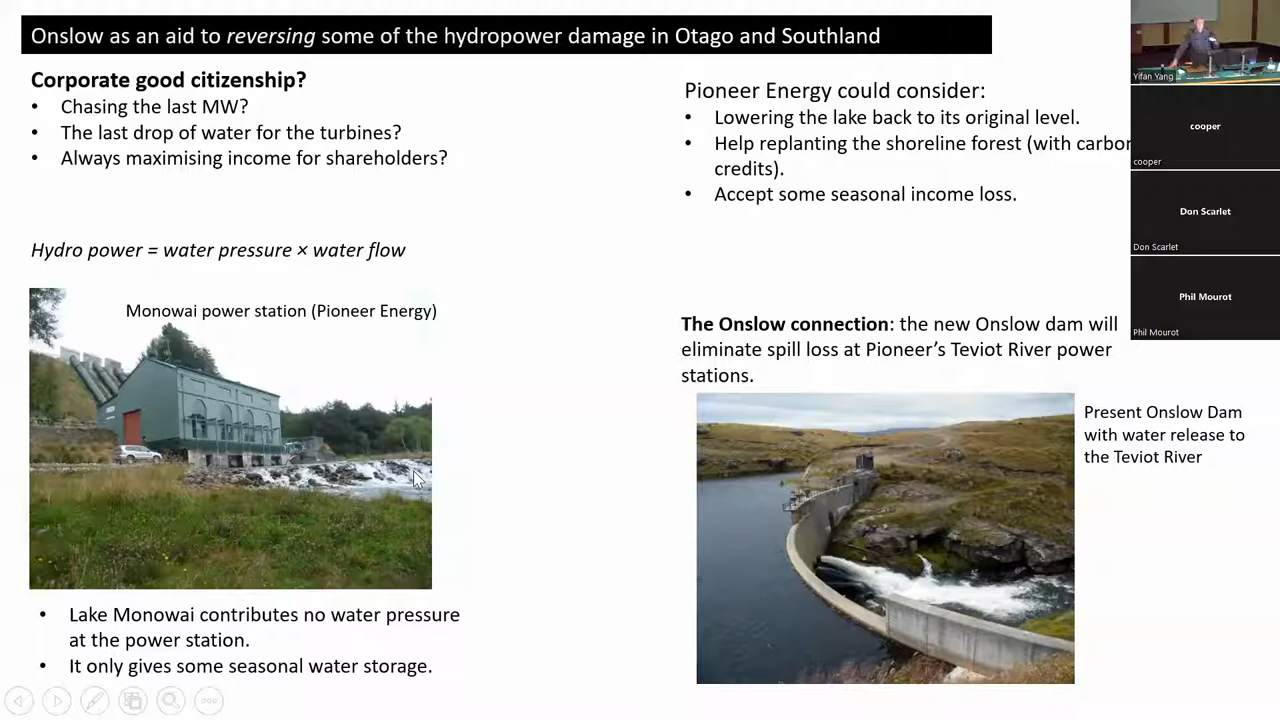 Onslow as an aid to reversing some of the hydropower damage in Otago and Southland
Corporate good citizenship?
• Chasing the last MW?
• The last drop of water for the turbines?
• Always maximising income for shareholders?
Hydro power = water pressure × water flow
Monowai power station (Pioneer Energy)
• Lake Monowai contributes no water pressure
at the power station.
• It only gives some seasonal water storage.
Pioneer Energy could consider:
• Lowering the lake back to its original level.
• Help replanting the shoreline forest (with carbon
credits).
• Accept some seasonal income loss.
The Onslow connection: the new Onslow dam will
eliminate spill loss at Pioneer's Teviot River power
stations.
Present Onslow Dam
with water release to
the Teviot River
Yifan Yang
cooper
cooper
Don Scarlet
Don Scarlet
Phil Mourot
Phil Mourot